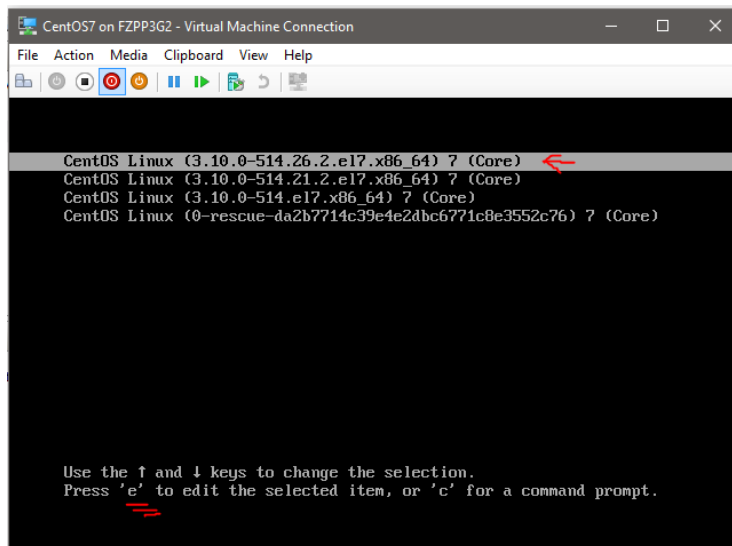 CentOS7 on FZPP3G2 - Virtual Machine Connection
File Action Media Clipboard View Help
CentOS Linux (3.10.0-514.26.2.el7.x86_64) 7 (Core)
CentOS Linux (3.10.0-514.21.2.el7.x86_64) 7 (Core)
CentOS Linux (3.10.0-514.el7.x86_64) 7 (Core)
CentOS Linux (0-rescue-da2b7714c39e4e2dbc6771c8e3552c76) 7 (Core)
Use the ↑ and ↓ keys to change the selection.
Press 'e' to edit the selected item, or 'c' for a command prompt.